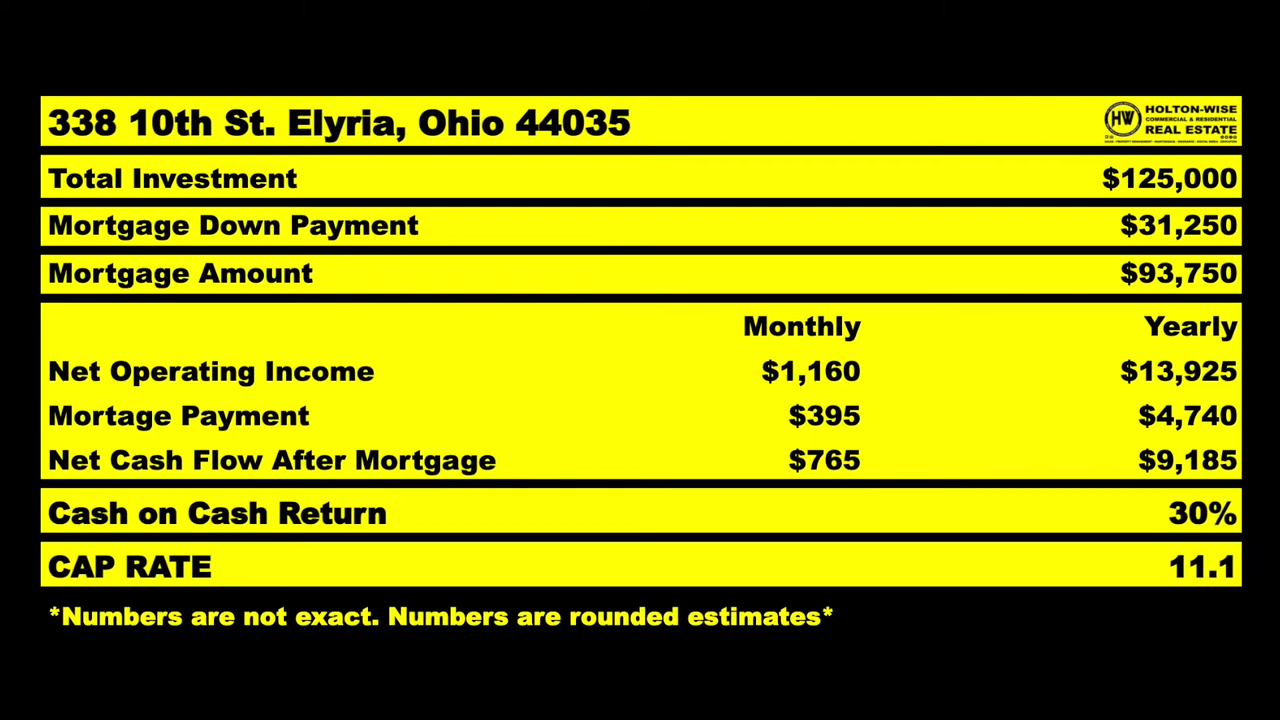 338 10th St. Elyria, Ohio 44035
HOLTON-WISE
COMMERCIAL & RESIDENTIAL
REAL ESTATE
HW
Total Investment $125,000
Mortgage Down Payment $31,250
Mortgage Amount $93,750
Monthly Yearly
Net Operating Income $1,160 $13,925
Mortage Payment $395 $4,740
Net Cash Flow After Mortgage $765 $9,185
Cash on Cash Return 30%
CAP RATE 11.1
*Numbers are not exact. Numbers are rounded estimates*